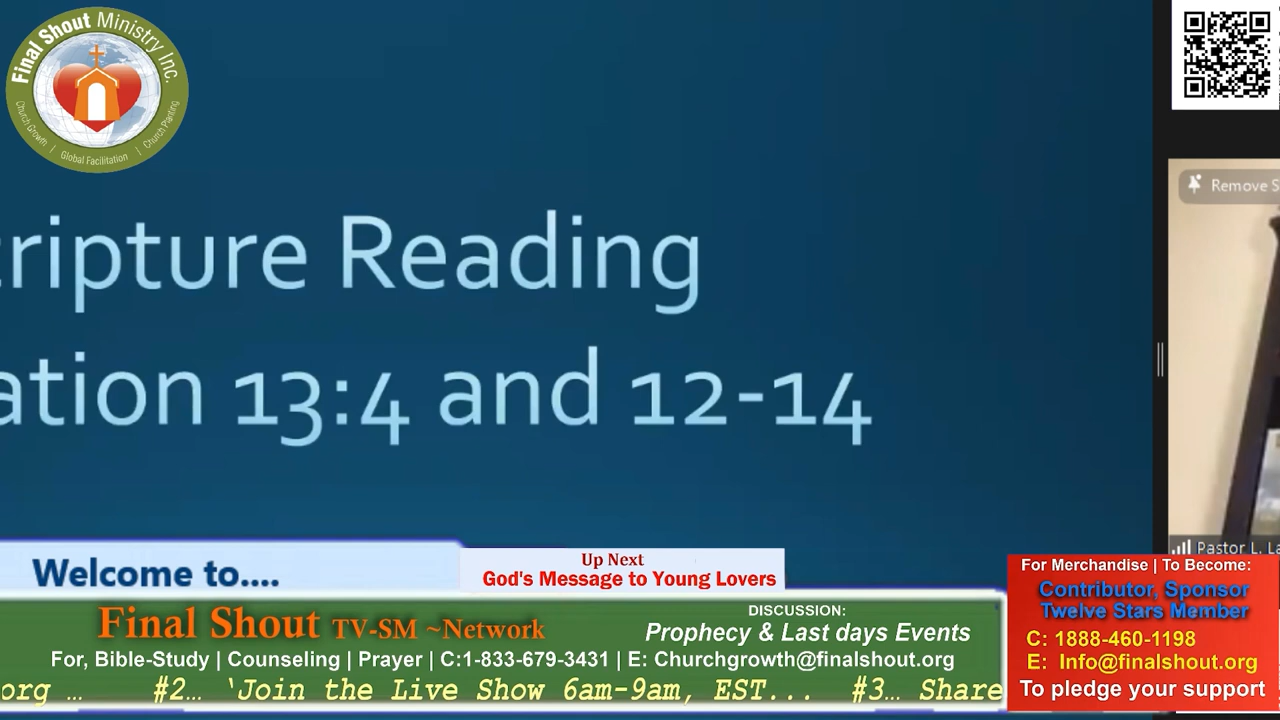 Final Shout Ministry Inc.
Church Growth | Global Facilitation | Church Planting
Remove S
cripture Reading
ation 13:4 and 12-14
Pastor L. La
Welcome to....
Up Next
God's Message to Young Lovers
Final Shout TV-SM ~Network
For, Bible-Study | Counseling | Prayer | C:1-833-679-3431 | E: Churchgrowth@finalshout.org
DISCUSSION:
Prophecy & Last days Events
org … #2… ‘Join the Live Show 6am-9am, EST... #3… Share
For Merchandise | To Become:
Contributor, Sponsor
Twelve Stars Member
C: 1888-460-1198
E: Info@finalshout.org
To pledge your support